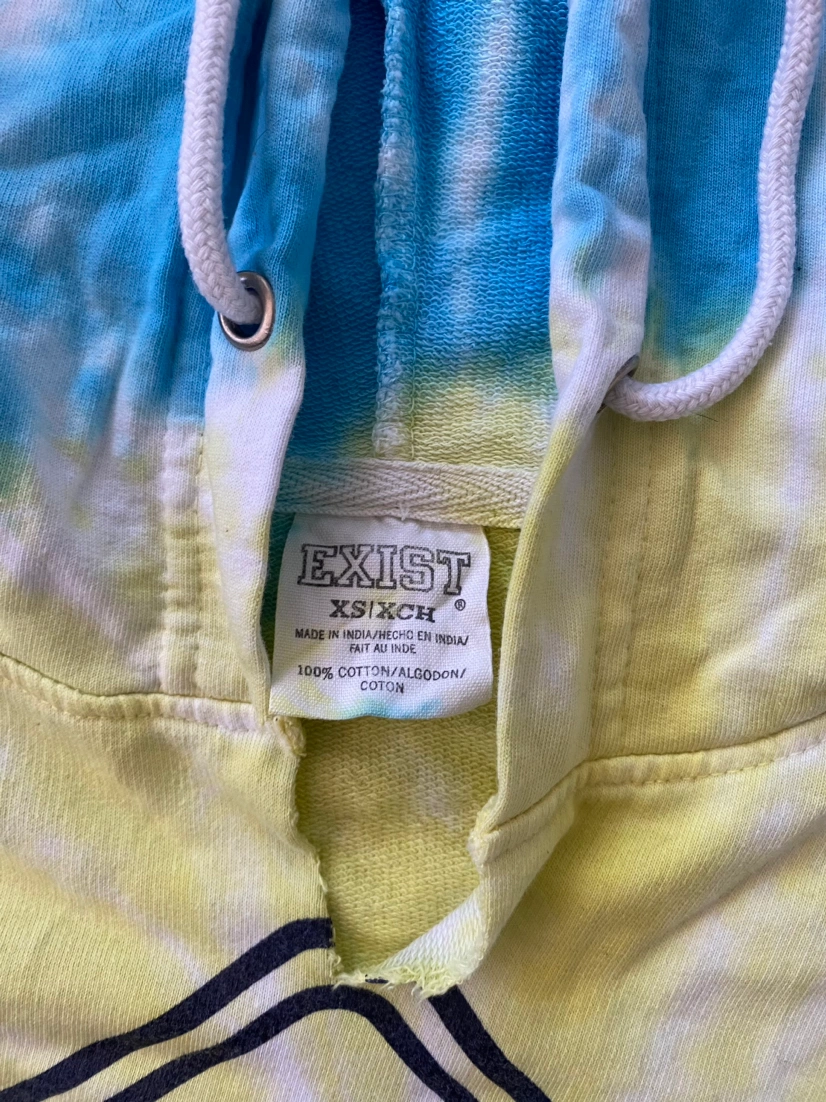 EXIST
XS|XCH ®
MADE IN INDIA/HECHO EN INDIA/
FAIT AU INDE
100% COTTON/ALGODON/
COTON